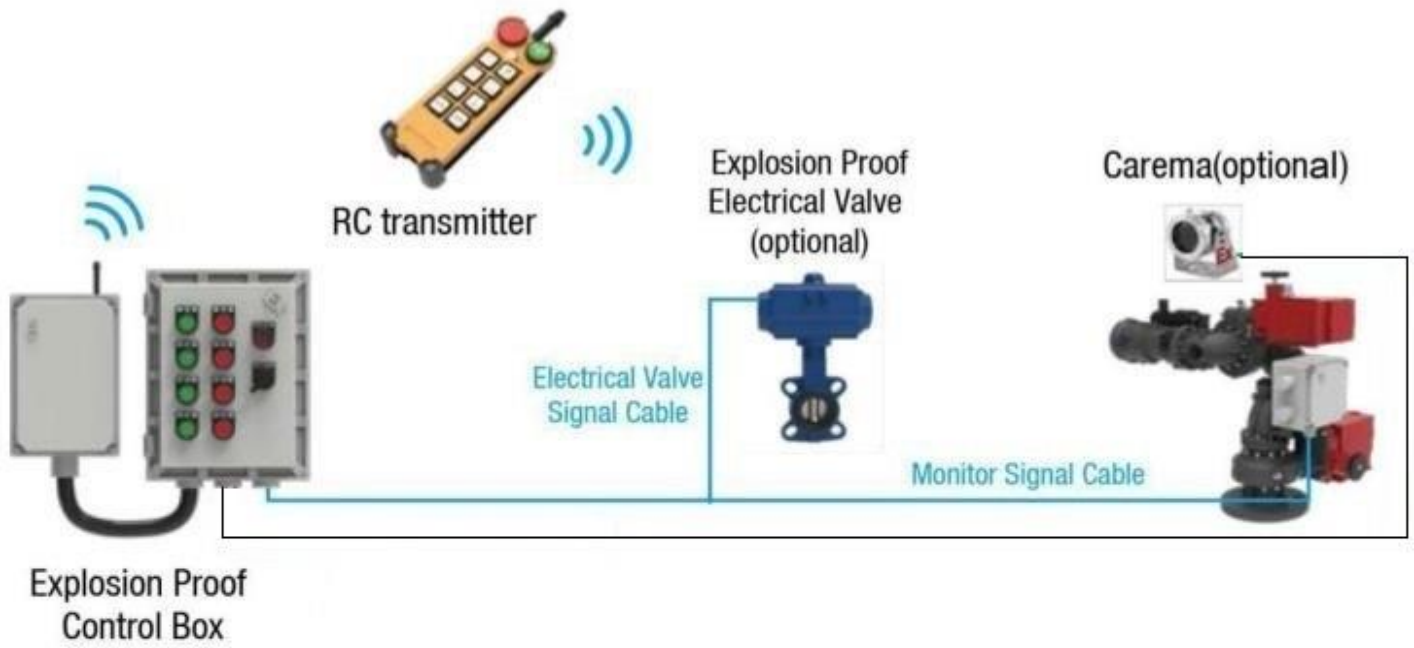 RC transmitter
Explosion Proof
Electrical Valve
(optional)
Carema(optional)
Ex
Electrical Valve
Signal Cable
Monitor Signal Cable
Explosion Proof
Control Box